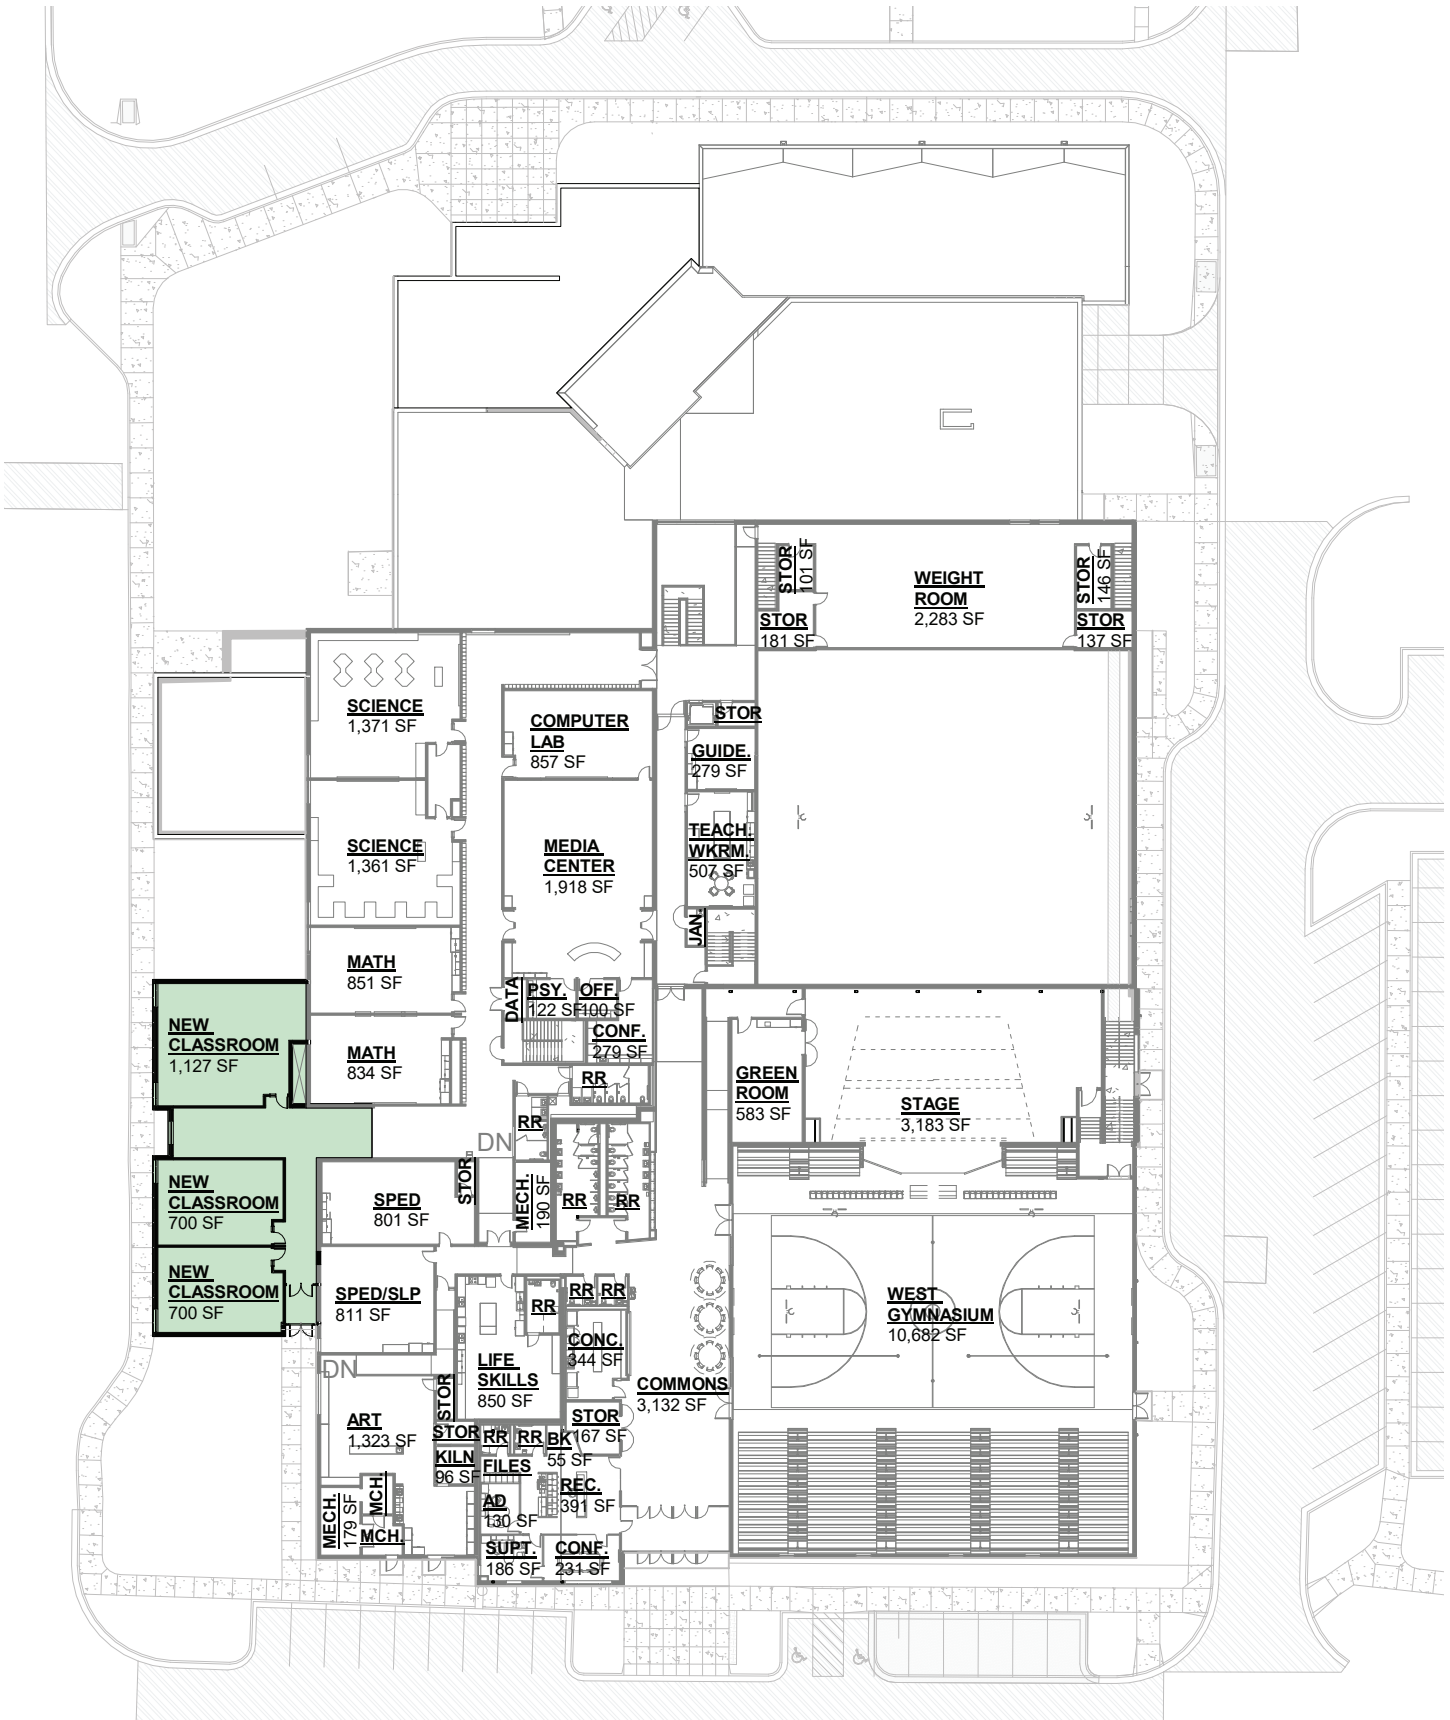 STOR
101 SF
WEIGHT
ROOM
2,283 SF
STOR
146 SF
STOR
181 SF
STOR
137 SF
SCIENCE
1,371 SF
COMPUTER
LAB
857 SF
STOR
GUIDE.
279 SF
SCIENCE
1,361 SF
MEDIA
CENTER
1,918 SF
TEACH.
WKRM.
507 SF
JAN.
MATH
851 SF
DATA
PSY.
122 SF
OFF.
100 SF
CONF.
279 SF
NEW
CLASSROOM
1,127 SF
MATH
834 SF
RR
GREEN
ROOM
583 SF
STAGE
3,183 SF
RR
DN
STOR
MECH.
190 SF
RR
RR
NEW
CLASSROOM
700 SF
SPED
801 SF
NEW
CLASSROOM
700 SF
SPED/SLP
811 SF
RR
RR
RR
WEST
GYMNASIUM
10,682 SF
CONC.
344 SF
DN
LIFE
SKILLS
850 SF
COMMONS
3,132 SF
STOR
ART
1,323 SF
STOR
167 SF
STOR
RR
RR
BK
55 SF
KILN
96 SF
FILES
REC.
391 SF
MCH.
AD
130 SF
MECH.
179 SF
MCH.
SUPT.
186 SF
CONF.
231 SF